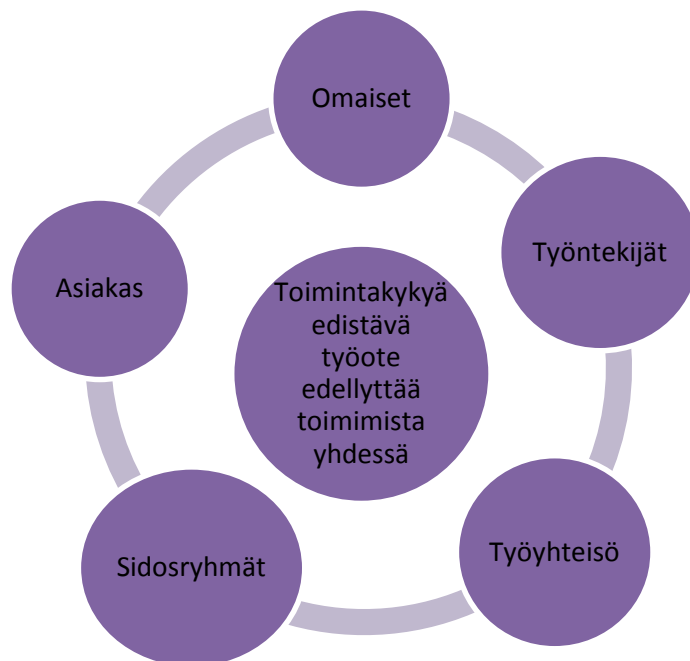 Omaiset
Työntekijät
Asiakas
Toimintakykyä
edistävä
työote
edellyttää
toimimista
yhdessä
Työyhteisö
Sidosryhmät